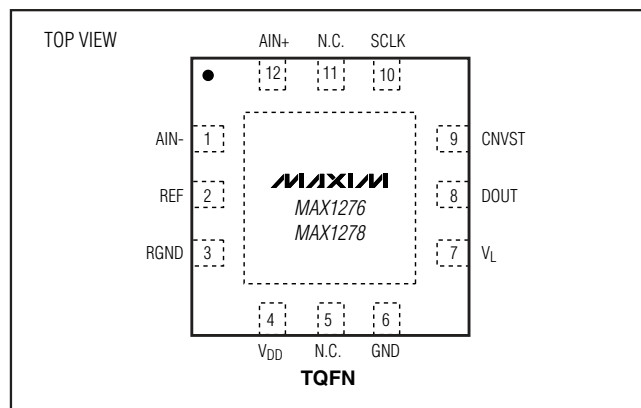 TOP VIEW
AIN+ N.C. SCLK
12 11 10
AIN- 1
REF 2
RGND 3
9 CNVST
8 DOUT
7 VL
MAXIM
MAX1276
MAX1278
4 5 6
VDD N.C. GND
TQFN